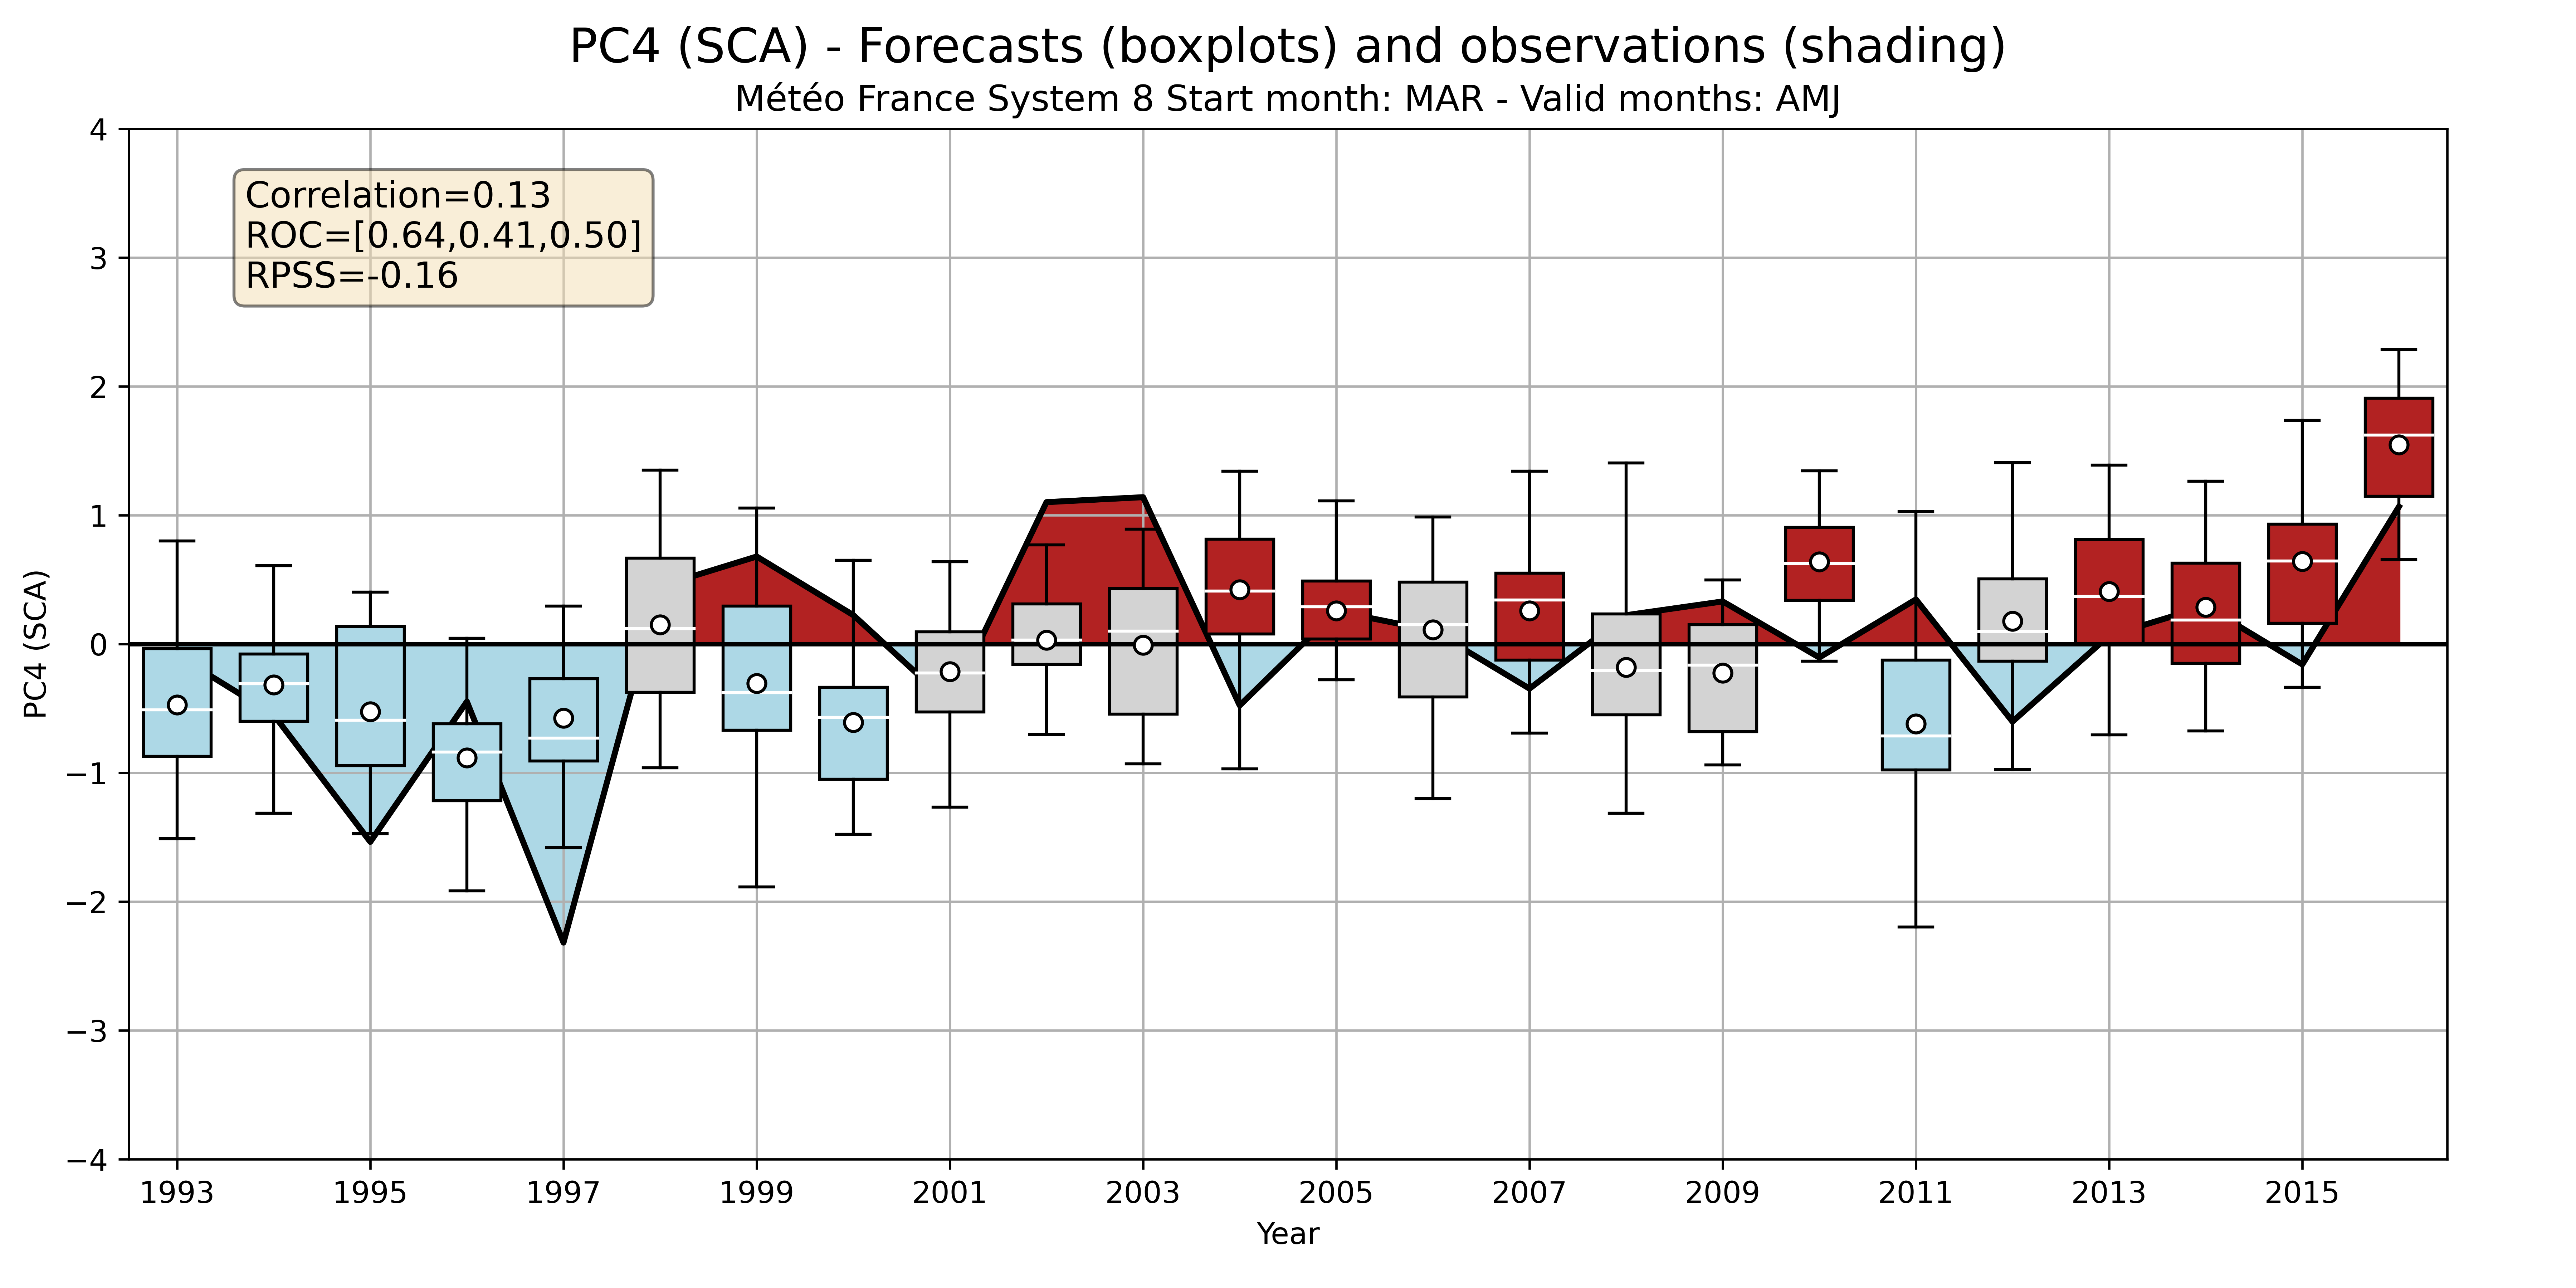 PC4 (SCA) - Forecasts (boxplots) and observations (shading)
Météo France System 8 Start month: MAR - Valid months: AMJ
Correlation=0.13
ROC=[0.64,0.41,0.50]
RPSS=-0.16
PC4 (SCA)
4
3
2
1
0
−1
−2
−3
−4
1993 1995 1997 1999 2001 2003 2005 2007 2009 2011 2013 2015
Year